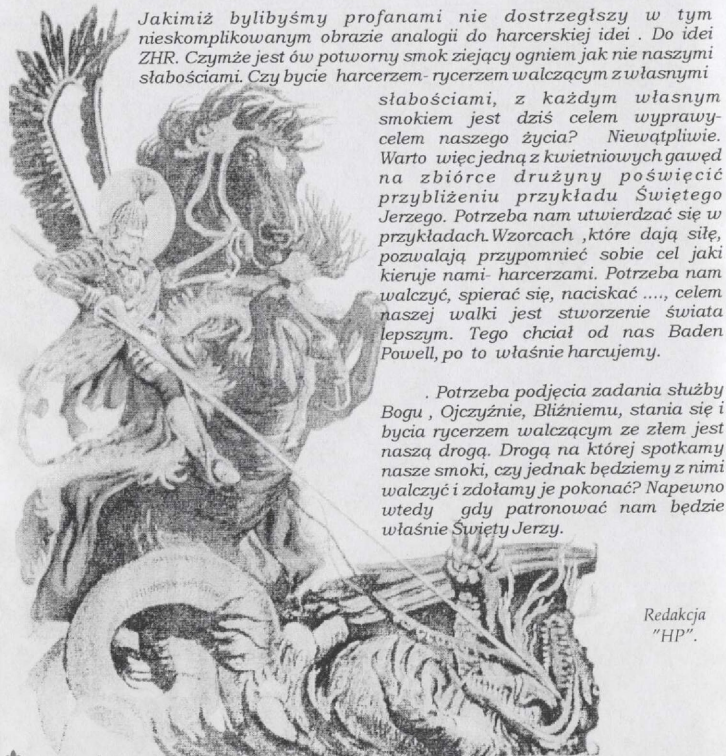 Jakimiż bylibyśmy profanami nie dostrzegłszy w tym
nieskomplikowanym obrazie analogii do harcerskiej idei . Do idei
ZHR. Czymże jest ów potworny smok ziejący ogniem jak nie naszymi
słabościami. Czy bycie harcerzem- rycerzem walczącym z własnymi
słabościami, z każdym własnym
smokiem jest dziś celem wyprawy-
celem naszego życia? Niewątpliwie.
Warto więc jedną z kwietniowych gawęd
na zbiórce drużyny poświęcić
przybliżeniu przykładu Świętego
Jerzego. Potrzeba nam utwierdzać się w
przykładach. Wzorcach ,które dają siłę,
pozwalają przypomnieć sobie cel jaki
kieruje nami- harcerzami. Potrzeba nam
walczyć, spierać się, naciskać ...., celem
naszej walki jest stworzenie świata
lepszym. Tego chciał od nas Baden
Powell, po to właśnie harcujemy.
. Potrzeba podjęcia zadania służby
Bogu , Ojczyźnie, Bliźniemu, stania się i
bycia rycerzem walczącym ze złem jest
naszą drogą. Drogą na której spotkamy
nasze smoki, czy jednak będziemy z nimi
walczyć i zdołamy je pokonać? Napewno
wtedy gdy patronować nam będzie
właśnie Święty Jerzy.
Redakcja
"HP".